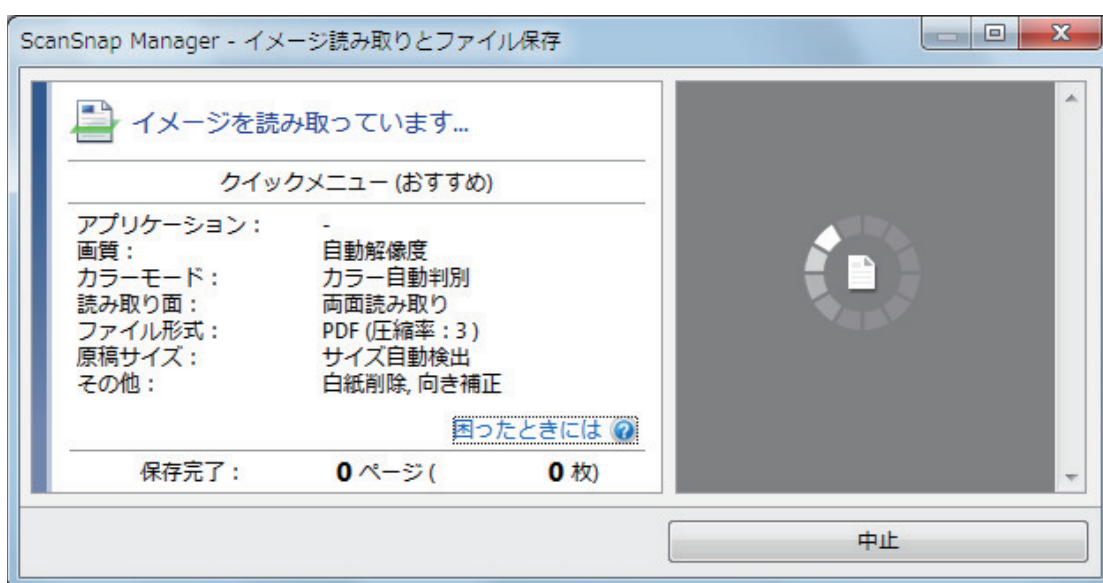 ScanSnap Manager - イメージ読み取りとファイル保存
イメージを読み取っています...
クイックメニュー (おすすめ)
アプリケーション： -
画質： 自動解像度
カラーモード： カラー自動判別
読み取り面： 両面読み取り
ファイル形式： PDF (圧縮率：3 )
原稿サイズ： サイズ自動検出
その他： 白紙削除, 向き補正
困ったときには ?
保存完了： 0 ページ ( 0 枚)
中止